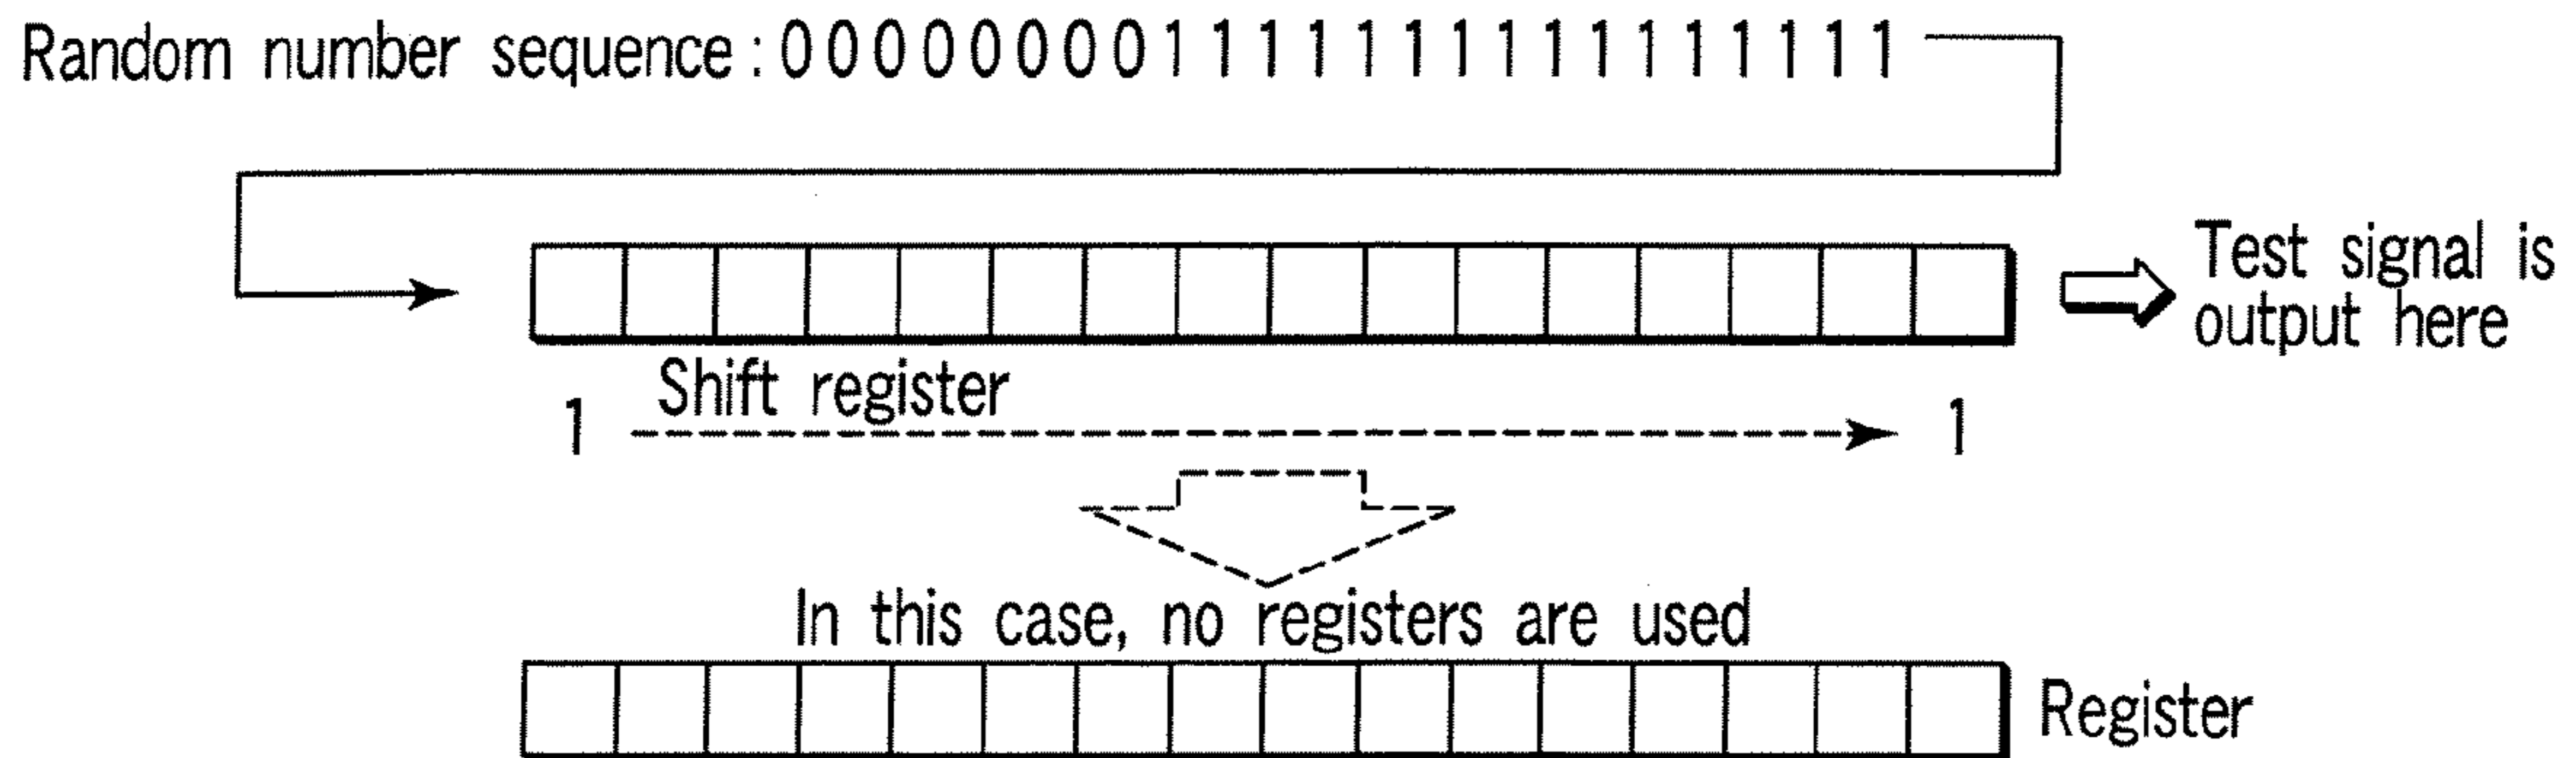 Random number sequence : 0 0 0 0 0 0 0 0 1 1 1 1 1 1 1 1 1 1 1 1 1 1 1 1
Test signal is
output here
Shift register
1 1
In this case, no registers are used
Register